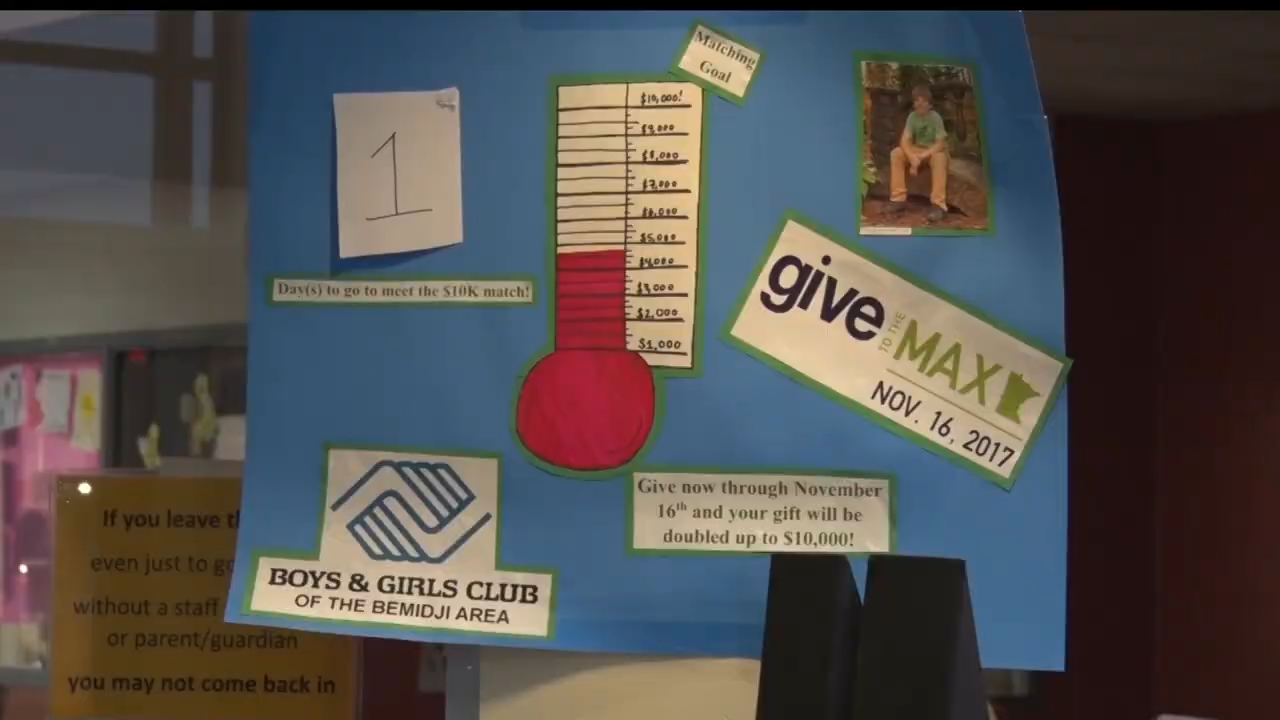 Matching
Goal
1
$10,000!
$9,000
$8,000
$7,000
$6,000
$5,000
$4,000
$3,000
$2,000
$1,000
Day(s) to go to meet the $10K match!
give
TO THE
MAX
NOV. 16, 2017
Give now through November
16th and your gift will be
doubled up to $10,000!
BOYS & GIRLS CLUB
OF THE BEMIDJI AREA
If you leave
even just to
without a staff
or parent/guardian
you may not come back in